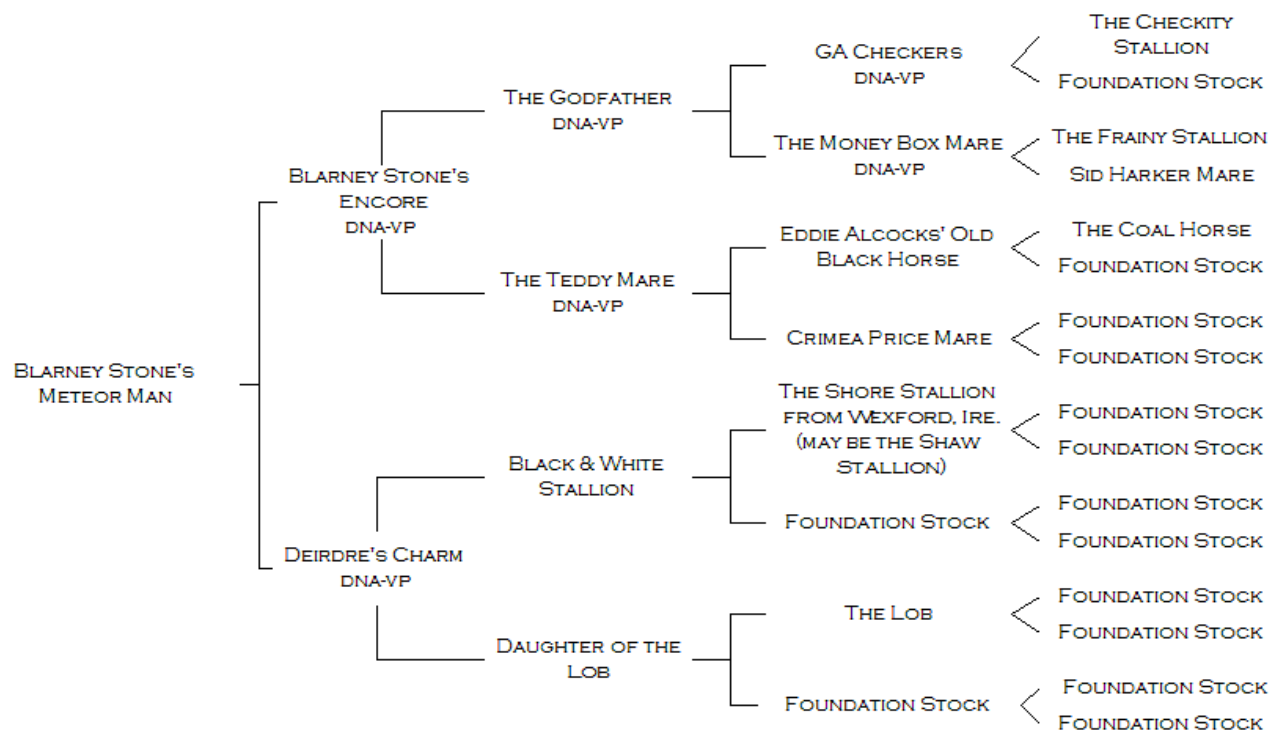 The Checkity
Stallion
GA Checkers
DNA-VP
Foundation Stock
The Godfather
DNA-VP
The Money Box Mare
DNA-VP
The Frainy Stallion
Sid Harker Mare
Blarney Stone's
Encore
DNA-VP
Eddie Alcocks' Old
Black Horse
The Coal Horse
Foundation Stock
The Teddy Mare
DNA-VP
Crimea Price Mare
Foundation Stock
Foundation Stock
Blarney Stone's
Meteor Man
The Shore Stallion
from Wexford, Ire.
(may be the Shaw
Stallion)
Foundation Stock
Foundation Stock
Black & White
Stallion
Foundation Stock
Foundation Stock
Foundation Stock
Deirdre's Charm
DNA-VP
The Lob
Foundation Stock
Foundation Stock
Daughter of the
Lob
Foundation Stock
Foundation Stock
Foundation Stock